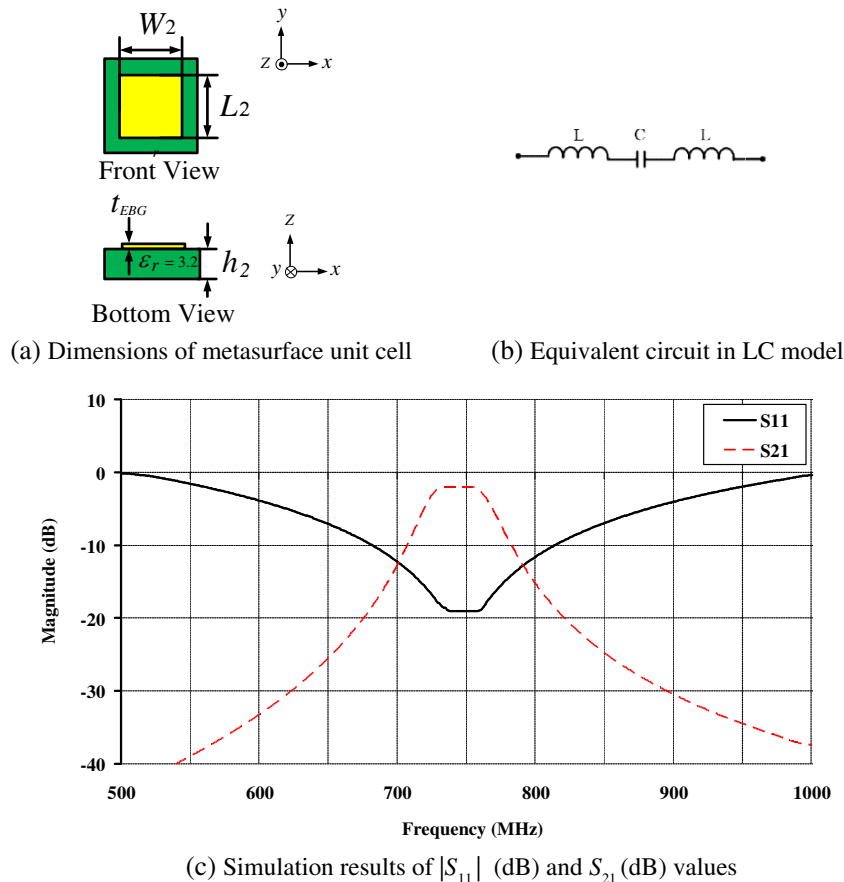 W2
y
z
x
L2
Front View
tEBG
εr = 3.2
h2
z
y
x
Bottom View
L
C
L
(a) Dimensions of metasurface unit cell
(b) Equivalent circuit in LC model
10
0
-10
-20
-30
-40
Magnitude (dB)
S11
S21
500
600
700
800
900
1000
Frequency (MHz)
(c) Simulation results of |S11| (dB) and S21 (dB) values